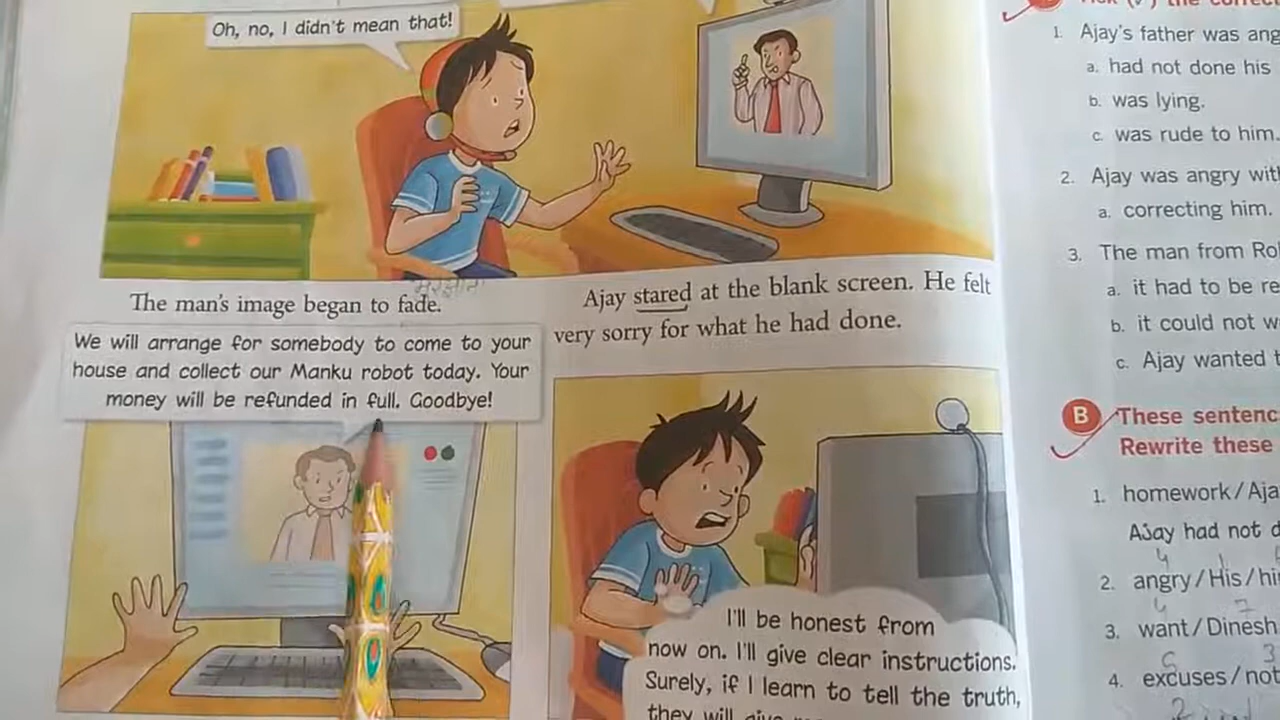 Oh, no, I didn't mean that!
The man's image began to fade.
We will arrange for somebody to come to your
house and collect our Manku robot today. Your
money will be refunded in full. Goodbye!
Ajay stared at the blank screen. He felt
very sorry for what he had done.
I'll be honest from
now on. I'll give clear instructions.
Surely, if I learn to tell the truth,
they will give
the correct
1. Ajay's father was ang
a. had not done his
b. was lying.
c. was rude to him.
2. Ajay was angry with
a. correcting him.
3. The man from Ro
a. it had to be re
b. it could not w
c. Ajay wanted t
B These sentenc
Rewrite these
1. homework/Aja
Ajay had not d
2. angry/His/hi
3. want/Dinesh
4. excuses/not